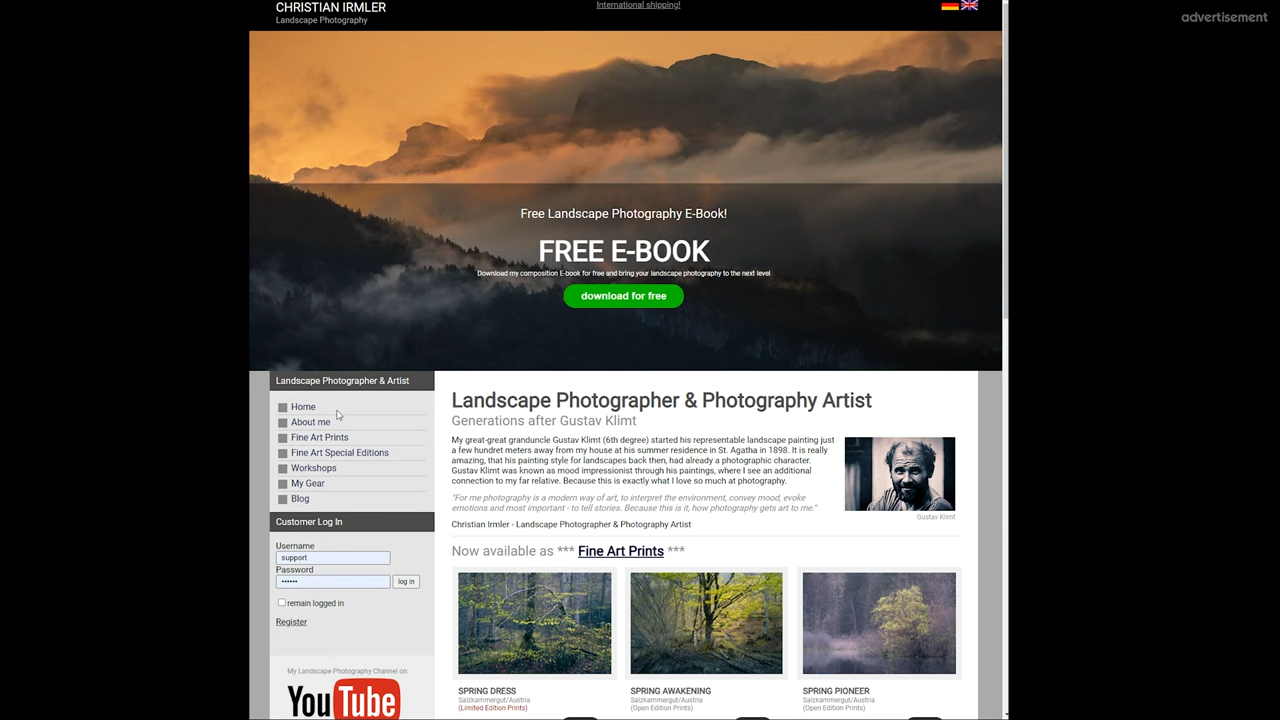 CHRISTIAN IRMLER
Landscape Photography
International shipping!
advertisement
Free Landscape Photography E-Book!
FREE E-BOOK
Download my composition E-book for free and bring your landscape photography to the next level
download for free
Landscape Photographer & Artist
Home
About me
Fine Art Prints
Fine Art Special Editions
Workshops
My Gear
Blog
Customer Log In
Username
support
Password
••••••
log in
remain logged in
Register
My Landscape Photography Channel on:
YouTube
Landscape Photographer & Photography Artist
Generations after Gustav Klimt
My great-great granduncle Gustav Klimt (6th degree) started his representable landscape painting just
a few hundret meters away from my house at his summer residence in St. Agatha in 1898. It is really
amazing, that his painting style for landscapes back then, had already a photographic character.
Gustav Klimt was known as mood impressionist through his paintings, where I see an additional
connection to my far relative. Because this is exactly what I love so much at photography.
"For me photography is a modern way of art, to interpret the environment, convey mood, evoke
emotions and most important - to tell stories. Because this is it, how photography gets art to me."
Christian Irmler - Landscape Photographer & Photography Artist
Gustav Klimt
Now available as *** Fine Art Prints ***
SPRING DRESS
Salzkammergut/Austria
(Limited Edition Prints)
SPRING AWAKENING
Salzkammergut/Austria
(Open Edition Prints)
SPRING PIONEER
Salzkammergut/Austria
(Open Edition Prints)